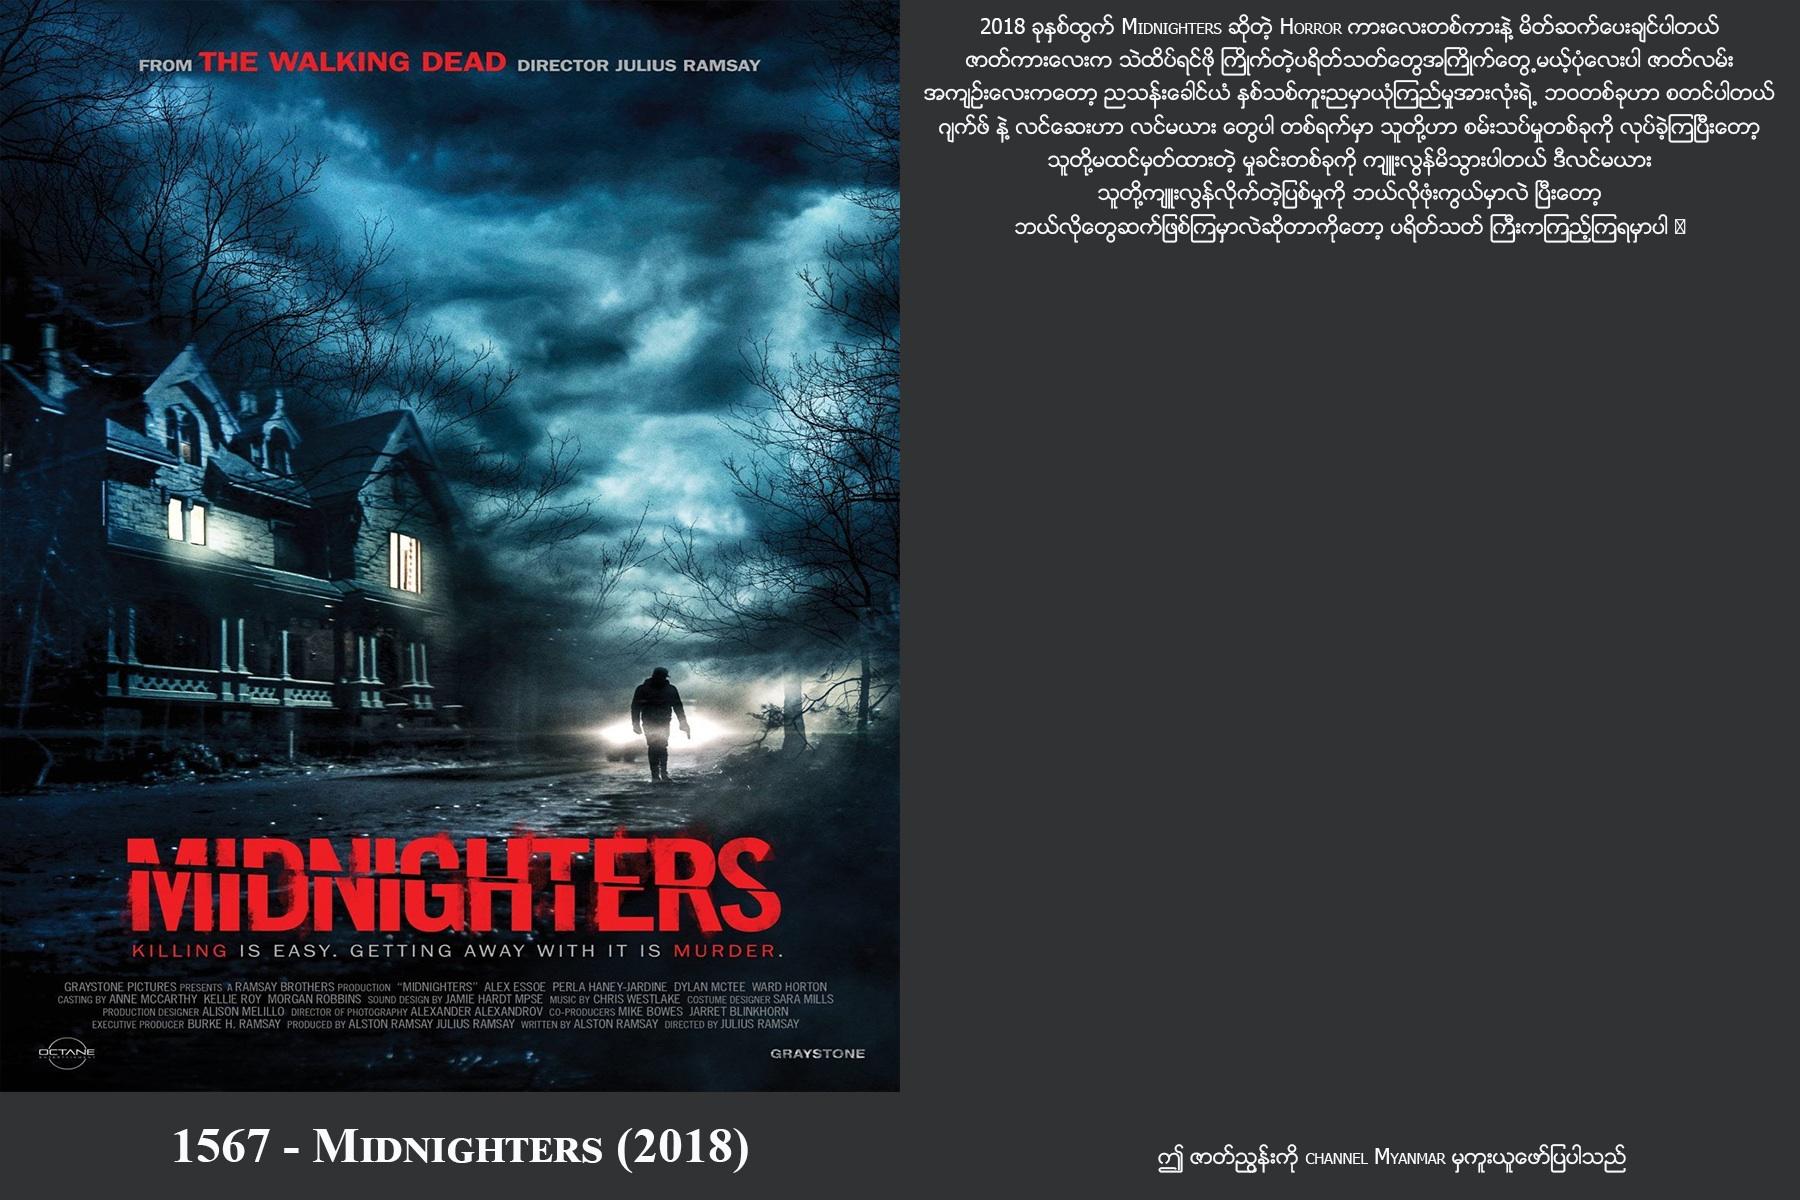 FROM THE WALKING DEAD DIRECTOR JULIUS RAMSAY
MIDNIGHTERS
KILLING IS EASY. GETTING AWAY WITH IT IS MURDER.
GRAYSTONE PICTURES PRESENTS A RAMSAY BROTHERS PRODUCTION "MIDNIGHTERS" ALEX ESSOE PERLA HANEY-JARDINE DYLAN MCTEE WARD HORTON
CASTING BY ANNE MCCARTHY KELLIE ROY MORGAN ROBBINS SOUND DESIGN BY JAMIE HARDT MPSE MUSIC BY CHRIS WESTLAKE COSTUME DESIGNER SARA MILLS
PRODUCTION DESIGNER ALISON MELILLO DIRECTOR OF PHOTOGRAPHY ALEXANDER ALEXANDROV CO-PRODUCERS MIKE BOWES JARRET BLINKHORN
EXECUTIVE PRODUCER BURKE H. RAMSAY PRODUCED BY ALSTON RAMSAY JULIUS RAMSAY WRITTEN BY ALSTON RAMSAY DIRECTED BY JULIUS RAMSAY
OCTANE
ENTERTAINMENT
GRAYSTONE
1567 - MIDNIGHTERS (2018)
2018 ခုနှစ်ထွက် MIDNIGHTERS ဆိုတဲ့ HORROR ကားလေးတစ်ကားနဲ့ မိတ်ဆက်ပေးချင်ပါတယ်
ဇာတ်ကားလေးက သဲထိပ်ရင်ဖို ကြိုက်တဲ့ပရိတ်သတ်တွေအကြိုက်တွေ့မယ့်ပုံလေးပါ ဇာတ်လမ်း
အကျဉ်းလေးကတော့ ညသန်းခေါင်ယံ နှစ်သစ်ကူးညမှာယုံကြည်မှုအားလုံးရဲ့ ဘဝတစ်ခုဟာ စတင်ပါတယ်
ဂျက်ဖ် နဲ့ လင်ဆေးဟာ လင်မယား တွေပါ တစ်ရက်မှာ သူတို့ဟာ စမ်းသပ်မှုတစ်ခုကို လုပ်ခဲ့ကြပြီးတော့
သူတို့မထင်မှတ်ထားတဲ့ မှုခင်းတစ်ခုကို ကျူးလွန်မိသွားပါတယ် ဒီလင်မယား
သူတို့ကျူးလွန်လိုက်တဲ့ပြစ်မှုကို ဘယ်လိုဖုံးကွယ်မှာလဲ ပြီးတော့
ဘယ်လိုတွေဆက်ဖြစ်ကြမှာလဲဆိုတာကိုတော့ ပရိတ်သတ် ကြီးကကြည့်ကြရမှာပါ
ဤ ဇာတ်ညွှန်းကို CHANNEL MYANMAR မှကူးယူဖော်ပြပါသည်